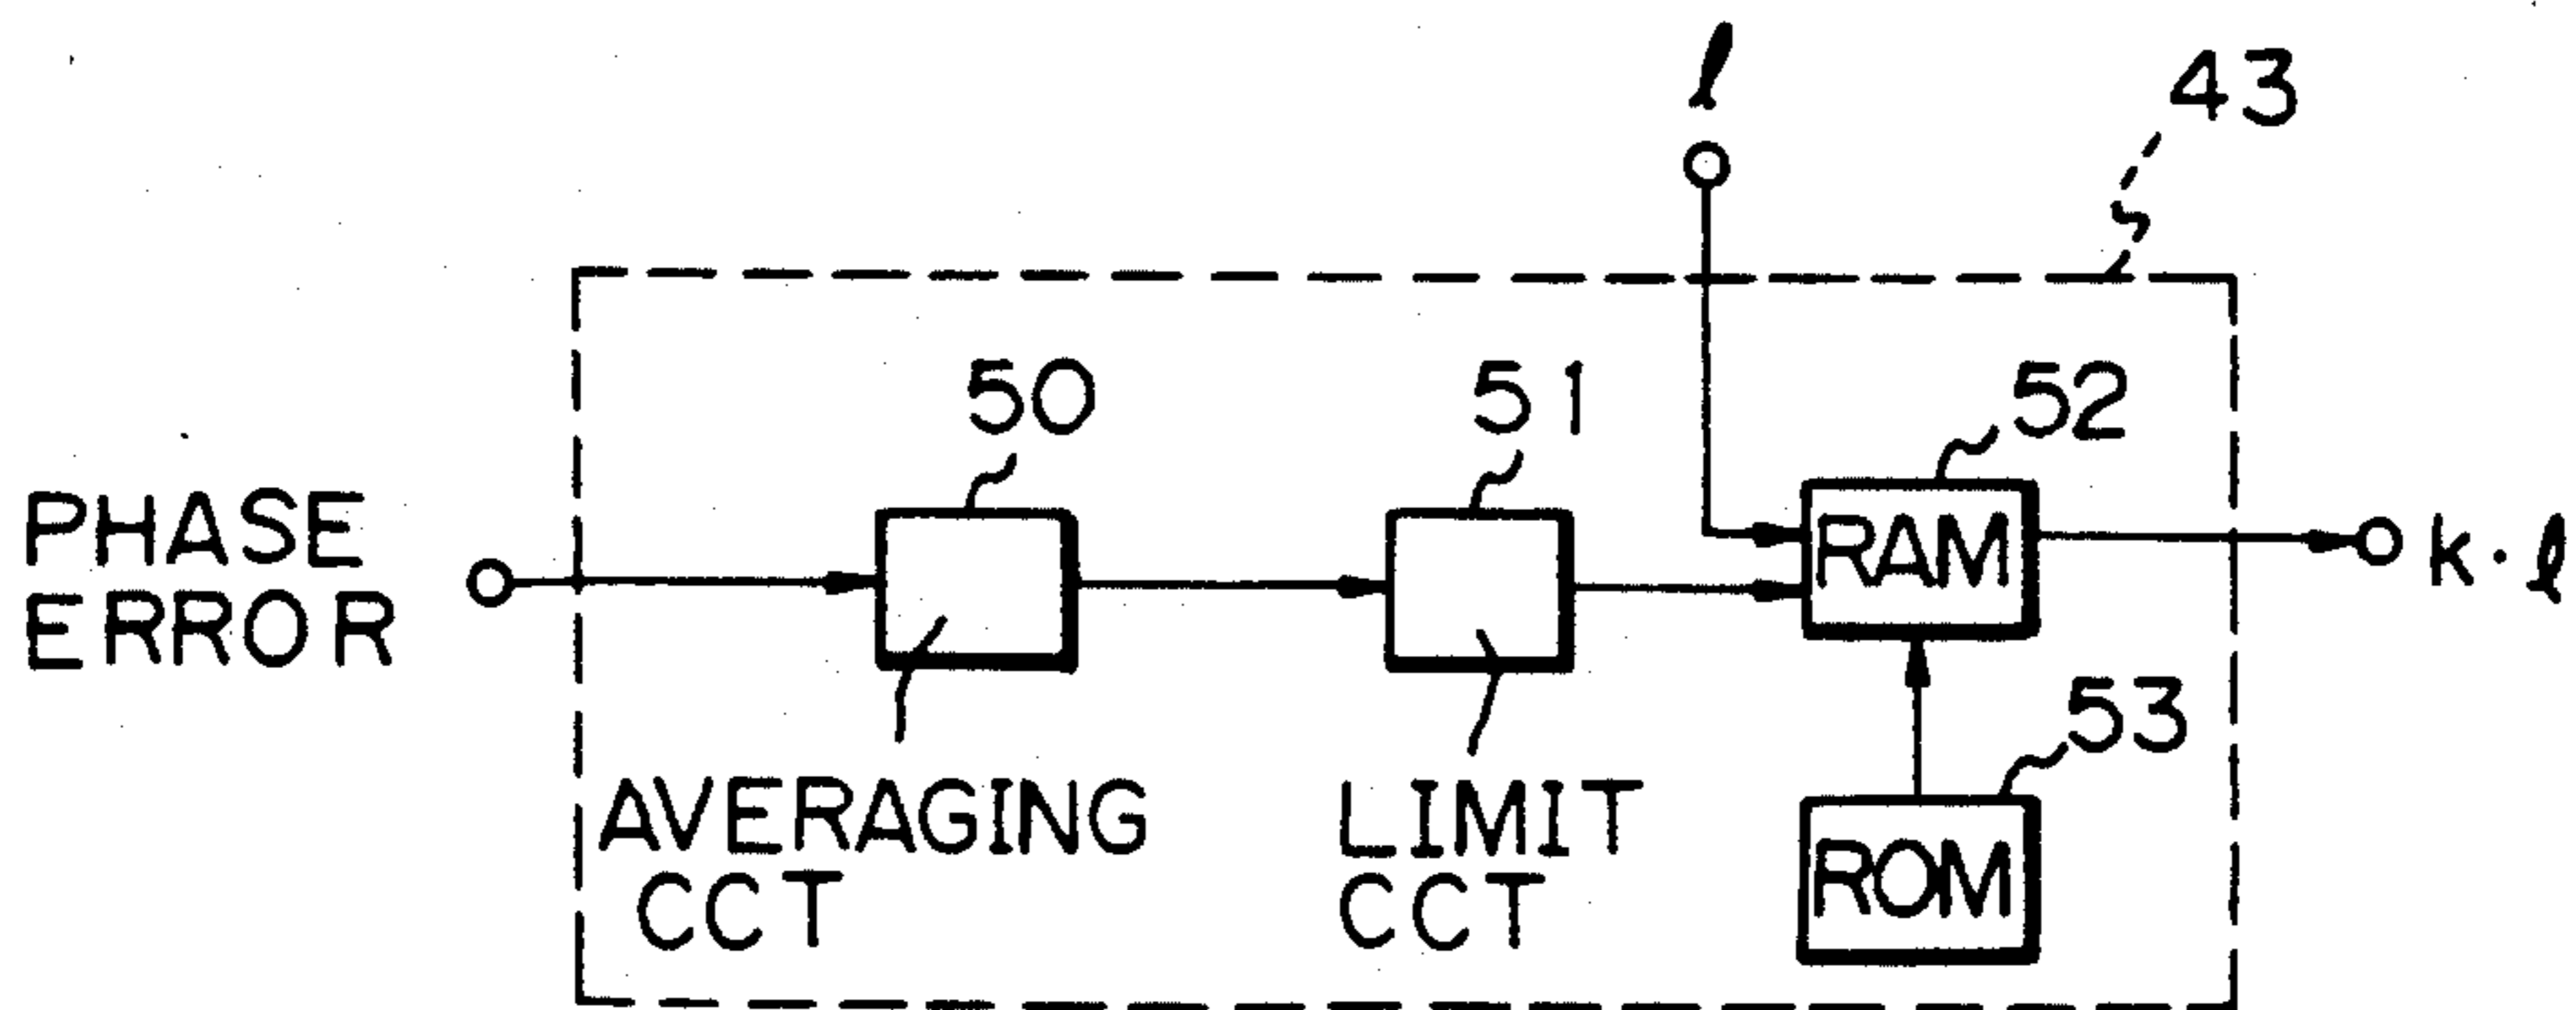 l
43
50
51
52
PHASE
ERROR
RAM
k·l
53
AVERAGING
CCT
LIMIT
CCT
ROM